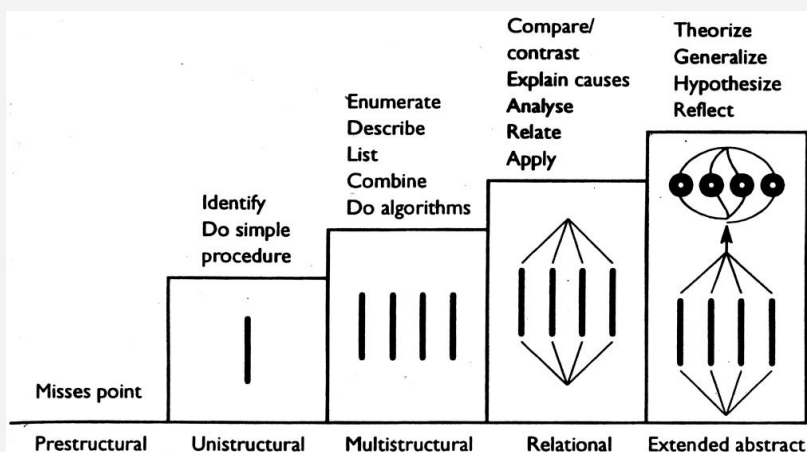 Misses point
Prestructural
Identify
Do simple
procedure
Unistructural
Enumerate
Describe
List
Combine
Do algorithms
Multistructural
Compare/
contrast
Explain causes
Analyse
Relate
Apply
Relational
Theorize
Generalize
Hypothesize
Reflect
Extended abstract